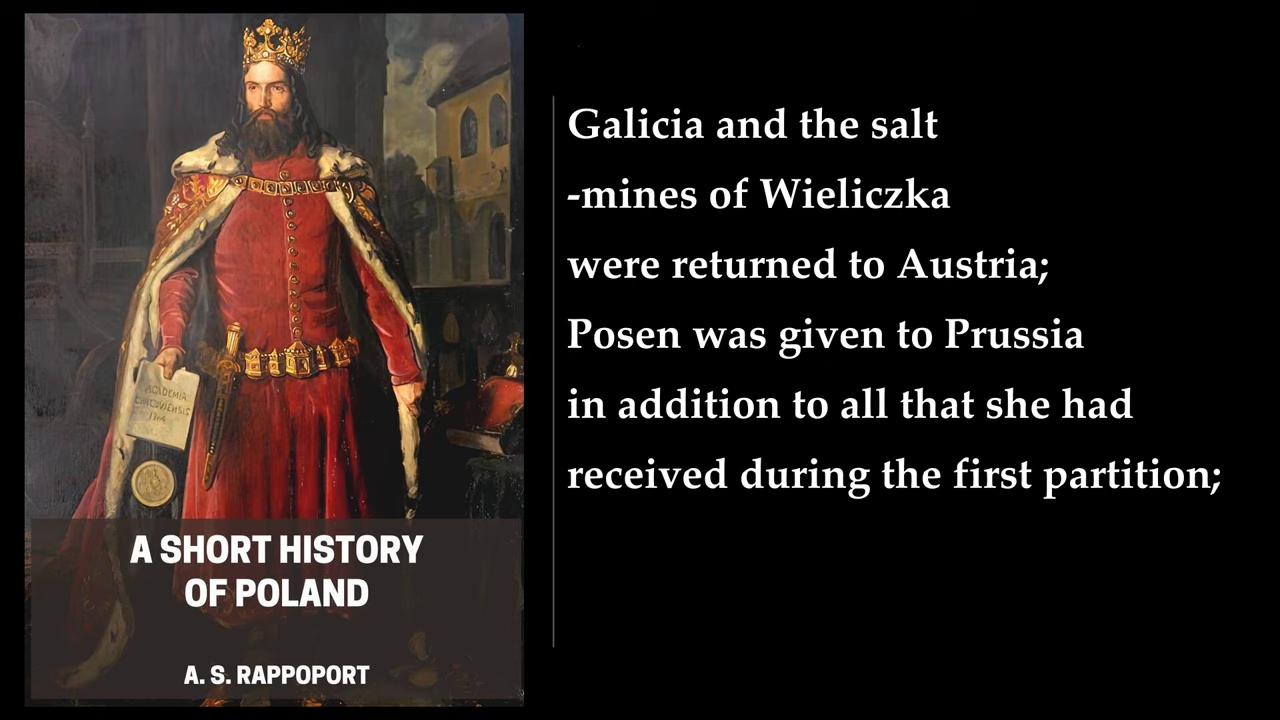 ACADEMIA
A SHORT HISTORY
OF POLAND
A. S. RAPPOPORT
Galicia and the salt
-mines of Wieliczka
were returned to Austria;
Posen was given to Prussia
in addition to all that she had
received during the first partition;